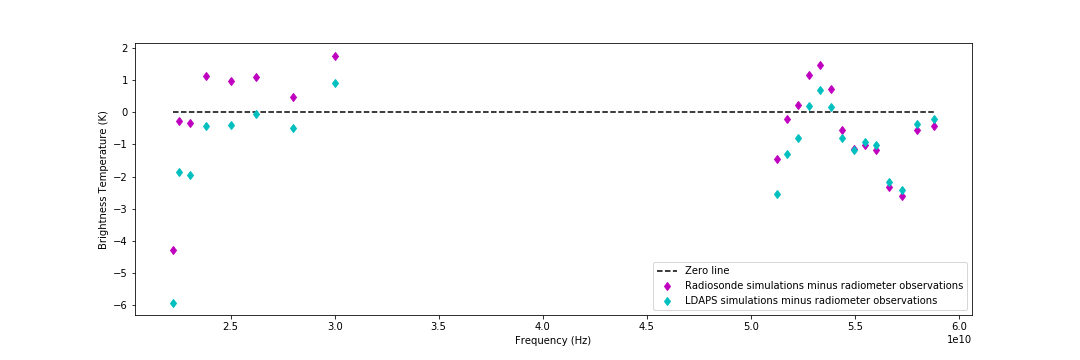 2
1
0
−1
−2
−3
−4
−5
−6
Brightness Temperature (K)
2.5 3.0 3.5 4.0 4.5 5.0 5.5 6.0
1e10
Frequency (Hz)
Zero line
Radiosonde simulations minus radiometer observations
LDAPS simulations minus radiometer observations